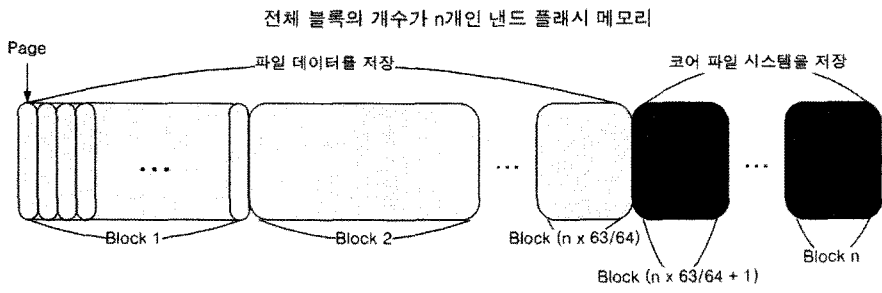 전체 블록의 개수가 n개인 낸드 플래시 메모리
Page
파일 데이터를 저장
코어 파일 시스템을 저장
...
...
...
Block 1
Block 2
Block (n x 63/64)
Block n
Block (n x 63/64 + 1)